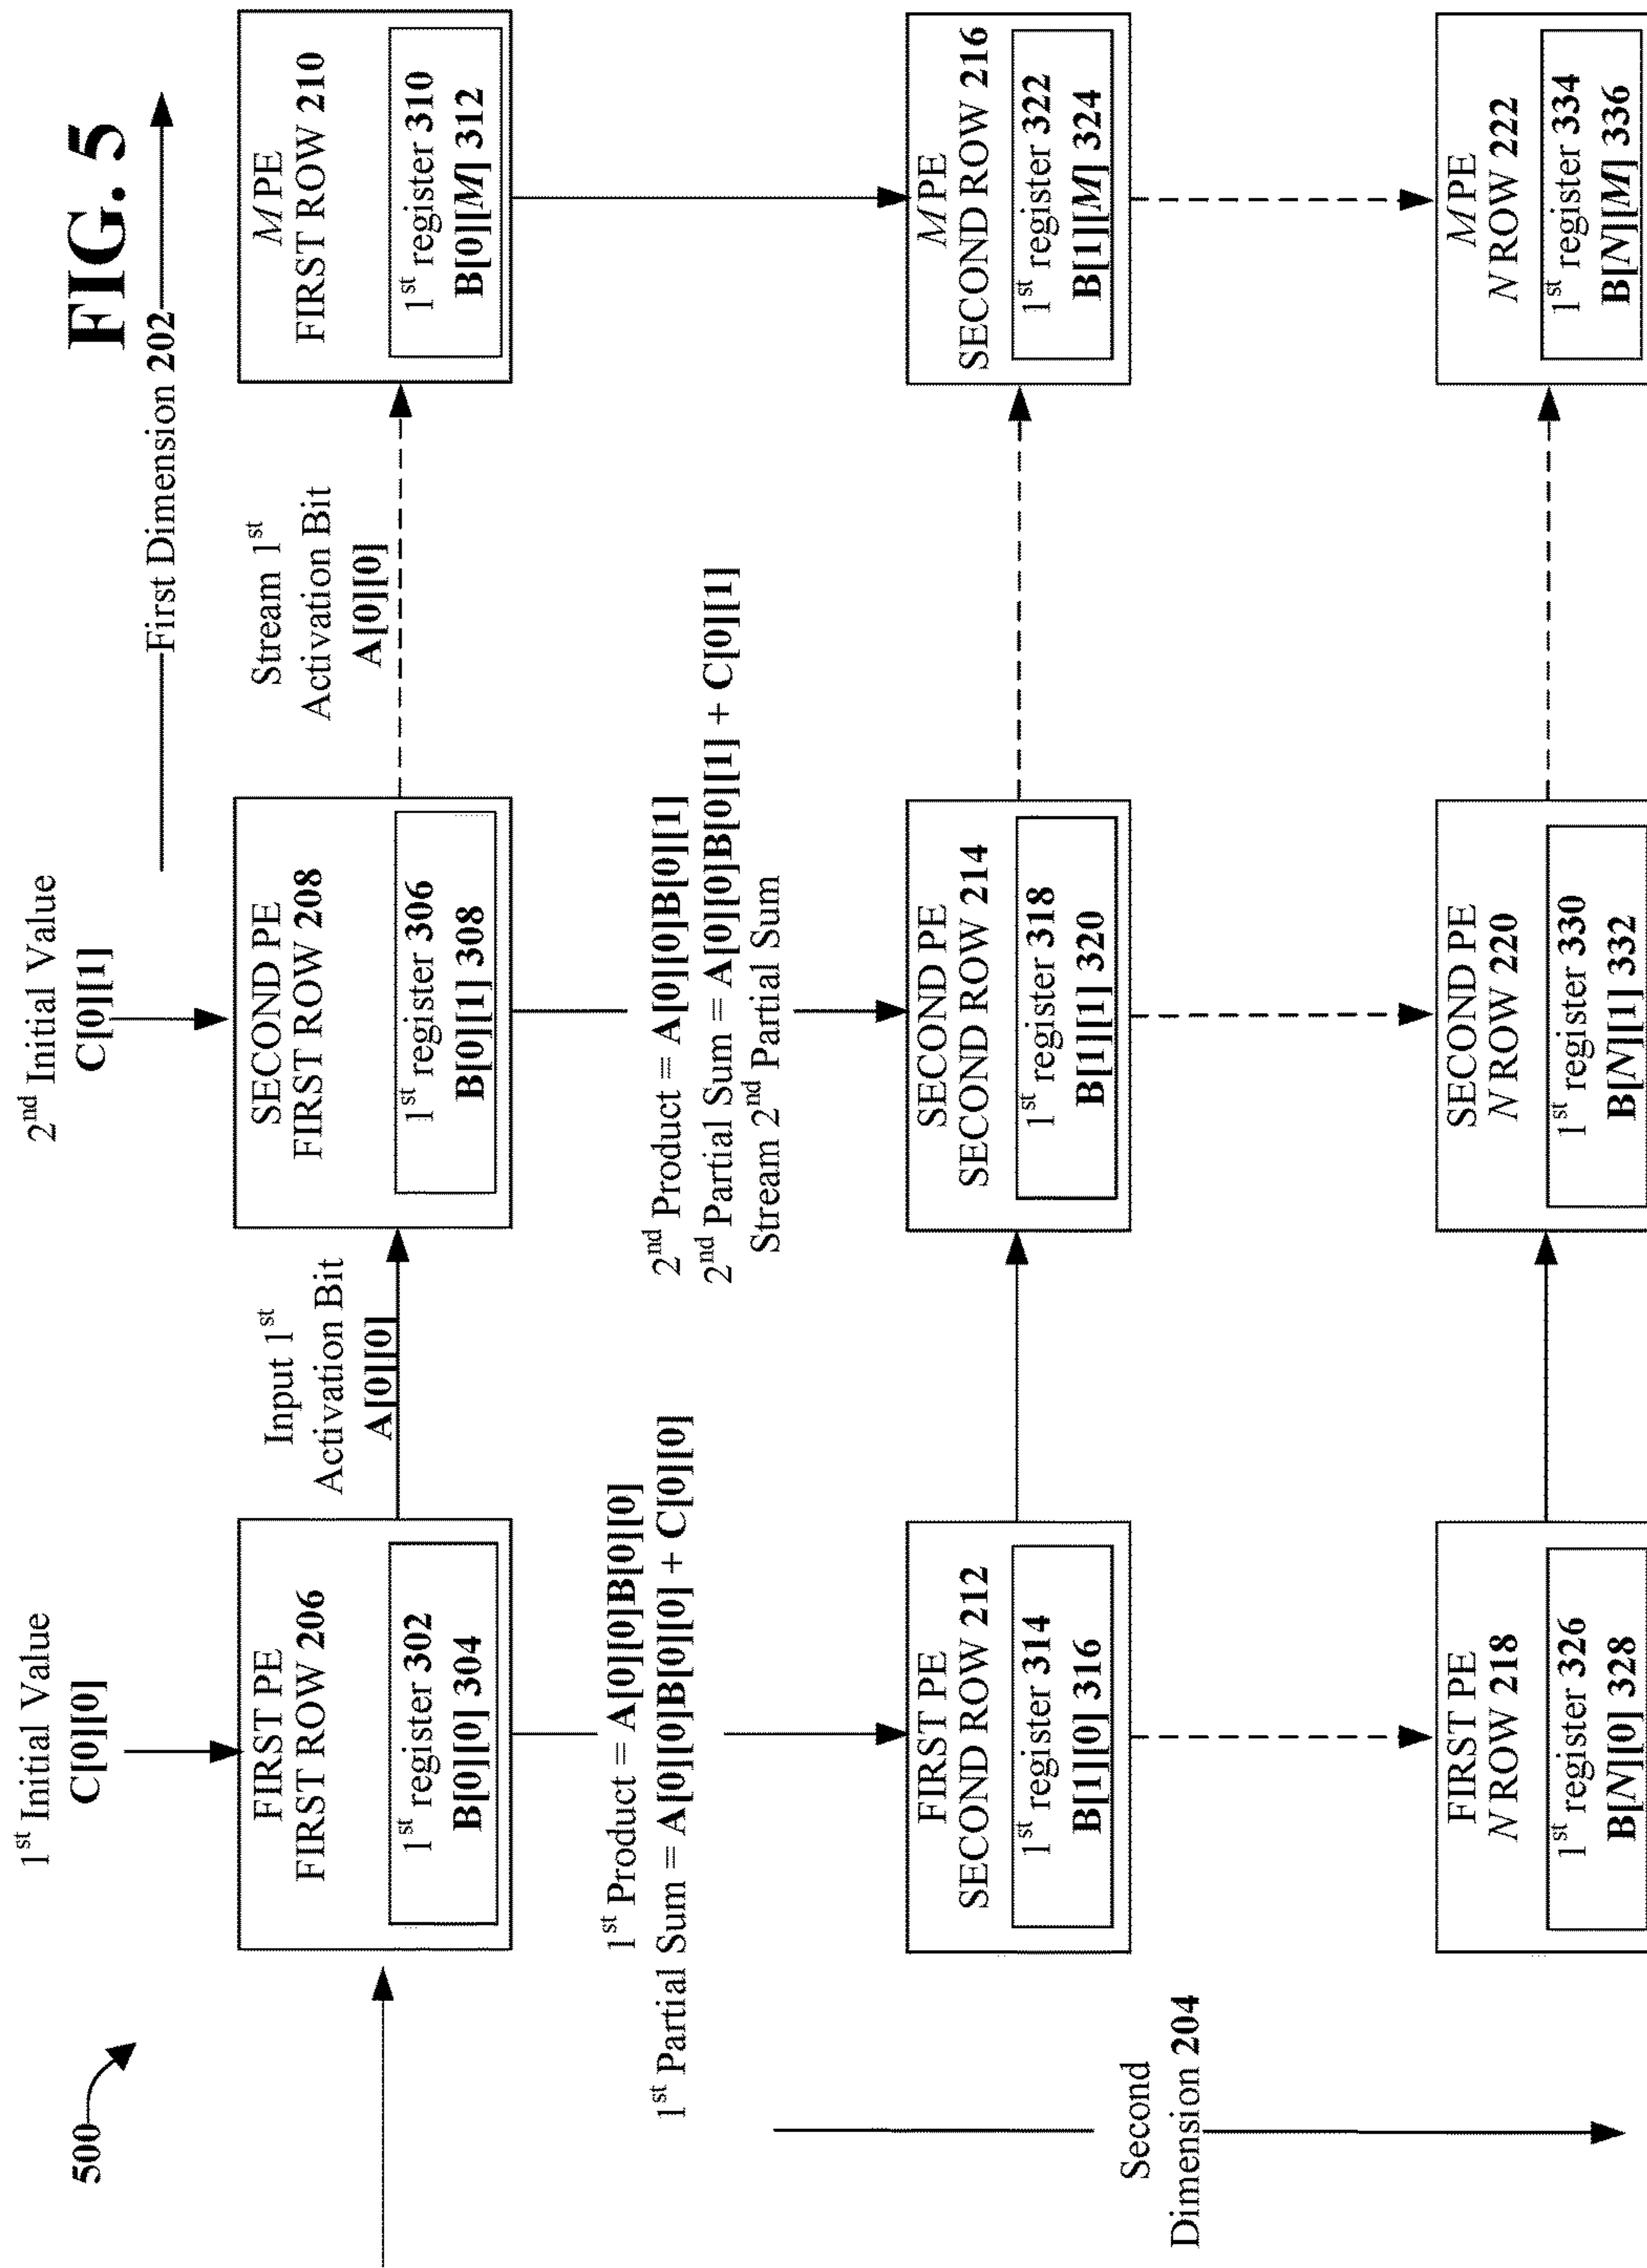 500
FIG. 5
First Dimension 202
1st Initial Value
C[0][0]
2nd Initial Value
C[0][1]
FIRST PE
FIRST ROW 206
1st register 302
B[0][0] 304
Input 1st
Activation Bit
A[0][0]
SECOND PE
FIRST ROW 208
1st register 306
B[0][1] 308
Stream 1st
Activation Bit
A[0][0]
M PE
FIRST ROW 210
1st register 310
B[0][M] 312
1st Product = A[0][0]B[0][0]
1st Partial Sum = A[0][0]B[0][0] + C[0][0]
2nd Product = A[0][0]B[0][1]
2nd Partial Sum = A[0][0]B[0][1] + C[0][1]
Stream 2nd Partial Sum
Second
Dimension 204
FIRST PE
SECOND ROW 212
1st register 314
B[1][0] 316
SECOND PE
SECOND ROW 214
1st register 318
B[1][1] 320
M PE
SECOND ROW 216
1st register 322
B[1][M] 324
FIRST PE
N ROW 218
1st register 326
B[N][0] 328
SECOND PE
N ROW 220
1st register 330
B[N][1] 332
M PE
N ROW 222
1st register 334
B[N][M] 336